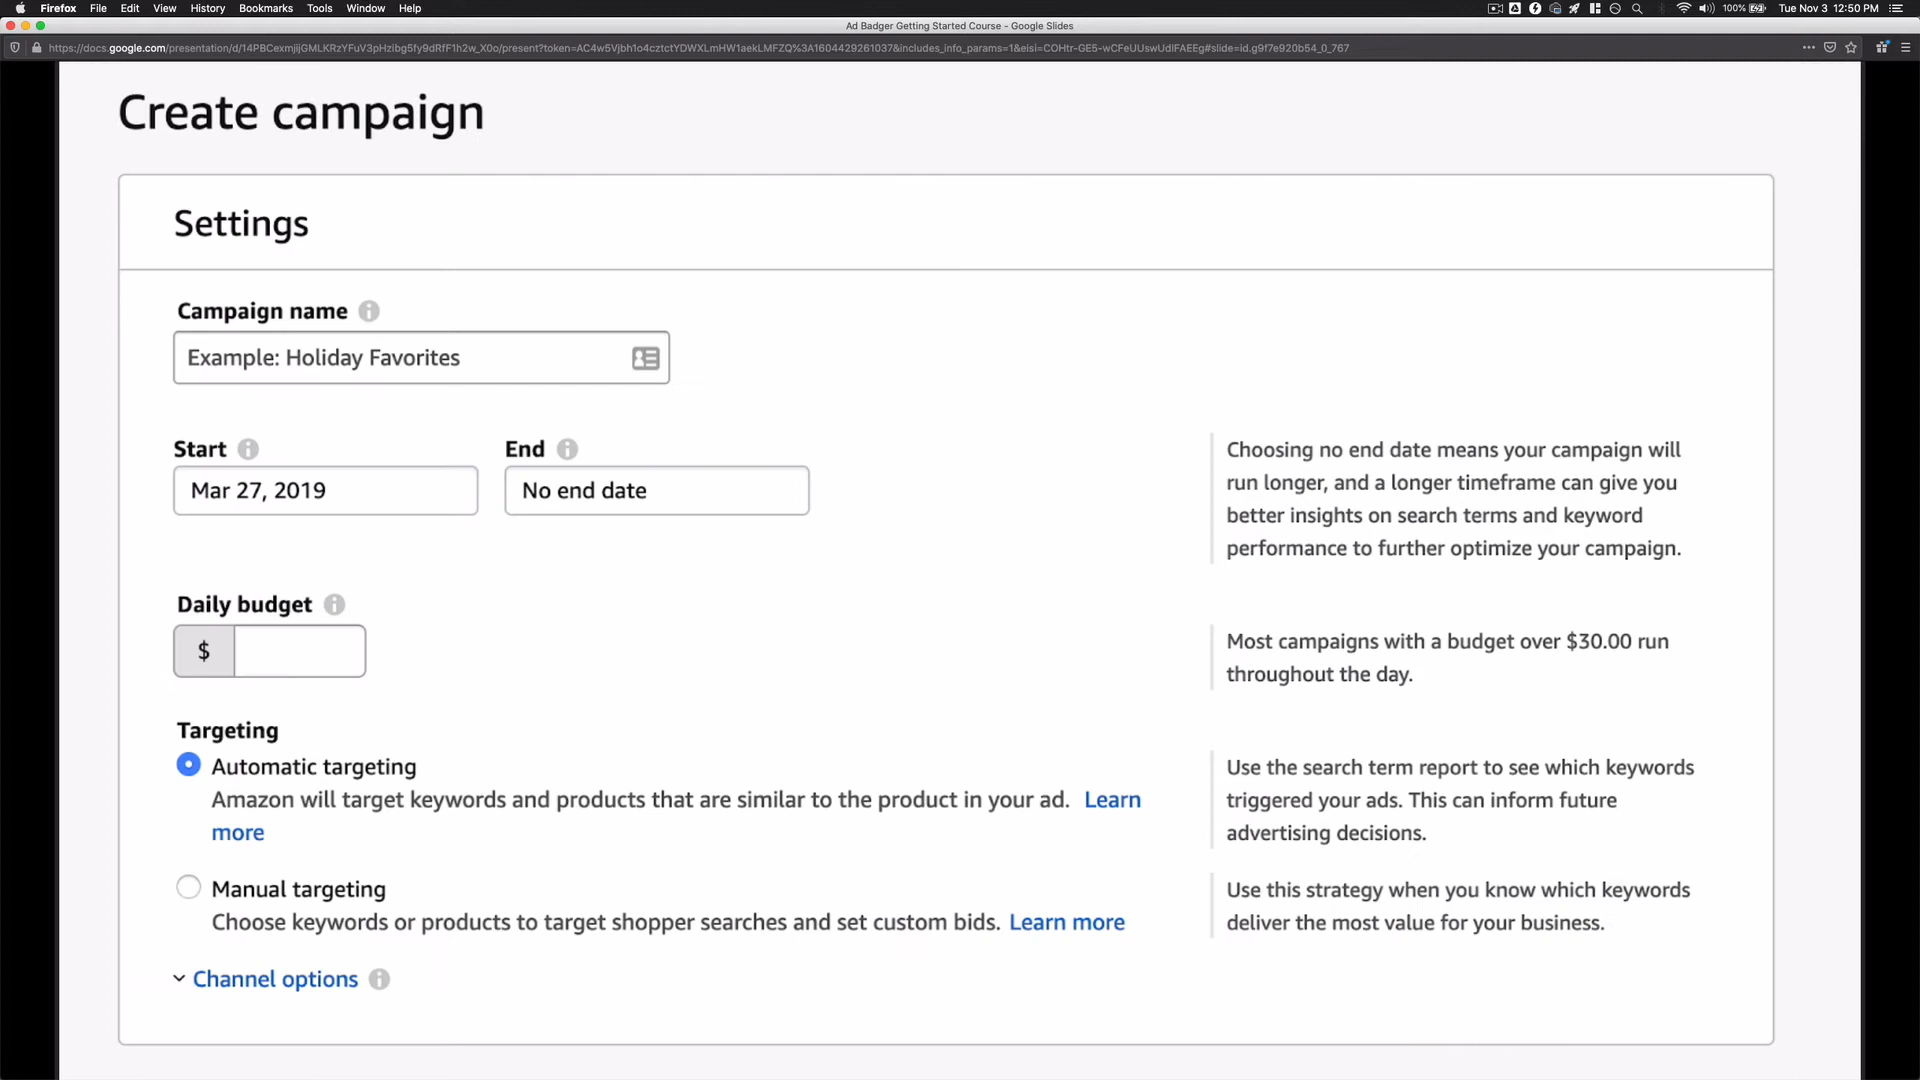 Firefox File Edit View History Bookmarks Tools Window Help
100% Tue Nov 3 12:50 PM
Ad Badger Getting Started Course - Google Slides
Create campaign
Settings
Campaign name
Example: Holiday Favorites
Start End
Mar 27, 2019 No end date
Choosing no end date means your campaign will
run longer, and a longer timeframe can give you
better insights on search terms and keyword
performance to further optimize your campaign.
Daily budget
$
Most campaigns with a budget over $30.00 run
throughout the day.
Targeting
Automatic targeting
Amazon will target keywords and products that are similar to the product in your ad. Learn
more
Use the search term report to see which keywords
triggered your ads. This can inform future
advertising decisions.
Manual targeting
Choose keywords or products to target shopper searches and set custom bids. Learn more
Use this strategy when you know which keywords
deliver the most value for your business.
Channel options